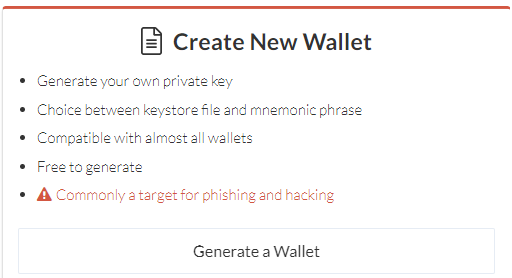 Create New Wallet
Generate your own private key
Choice between keystore file and mnemonic phrase
Compatible with almost all wallets
Free to generate
Commonly a target for phishing and hacking
Generate a Wallet